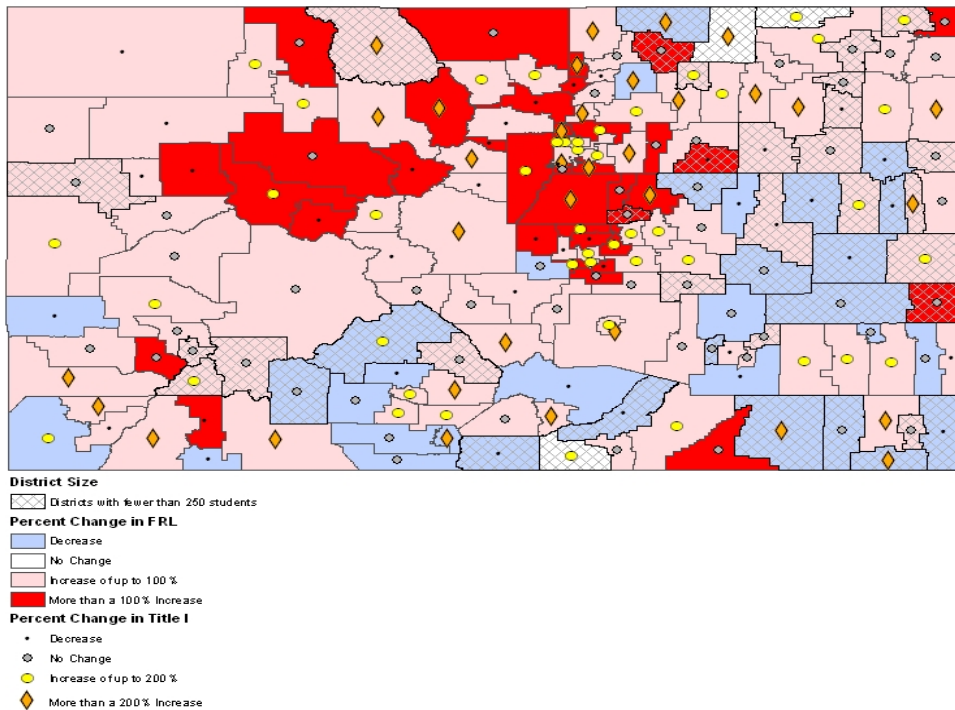 District Size
Districts with fewer than 250 students
Percent Change in FRL
Decrease
No Change
Increase of up to 100%
More than a 100% Increase
Percent Change in Title I
Decrease
No Change
Increase of up to 200%
More than a 200% Increase